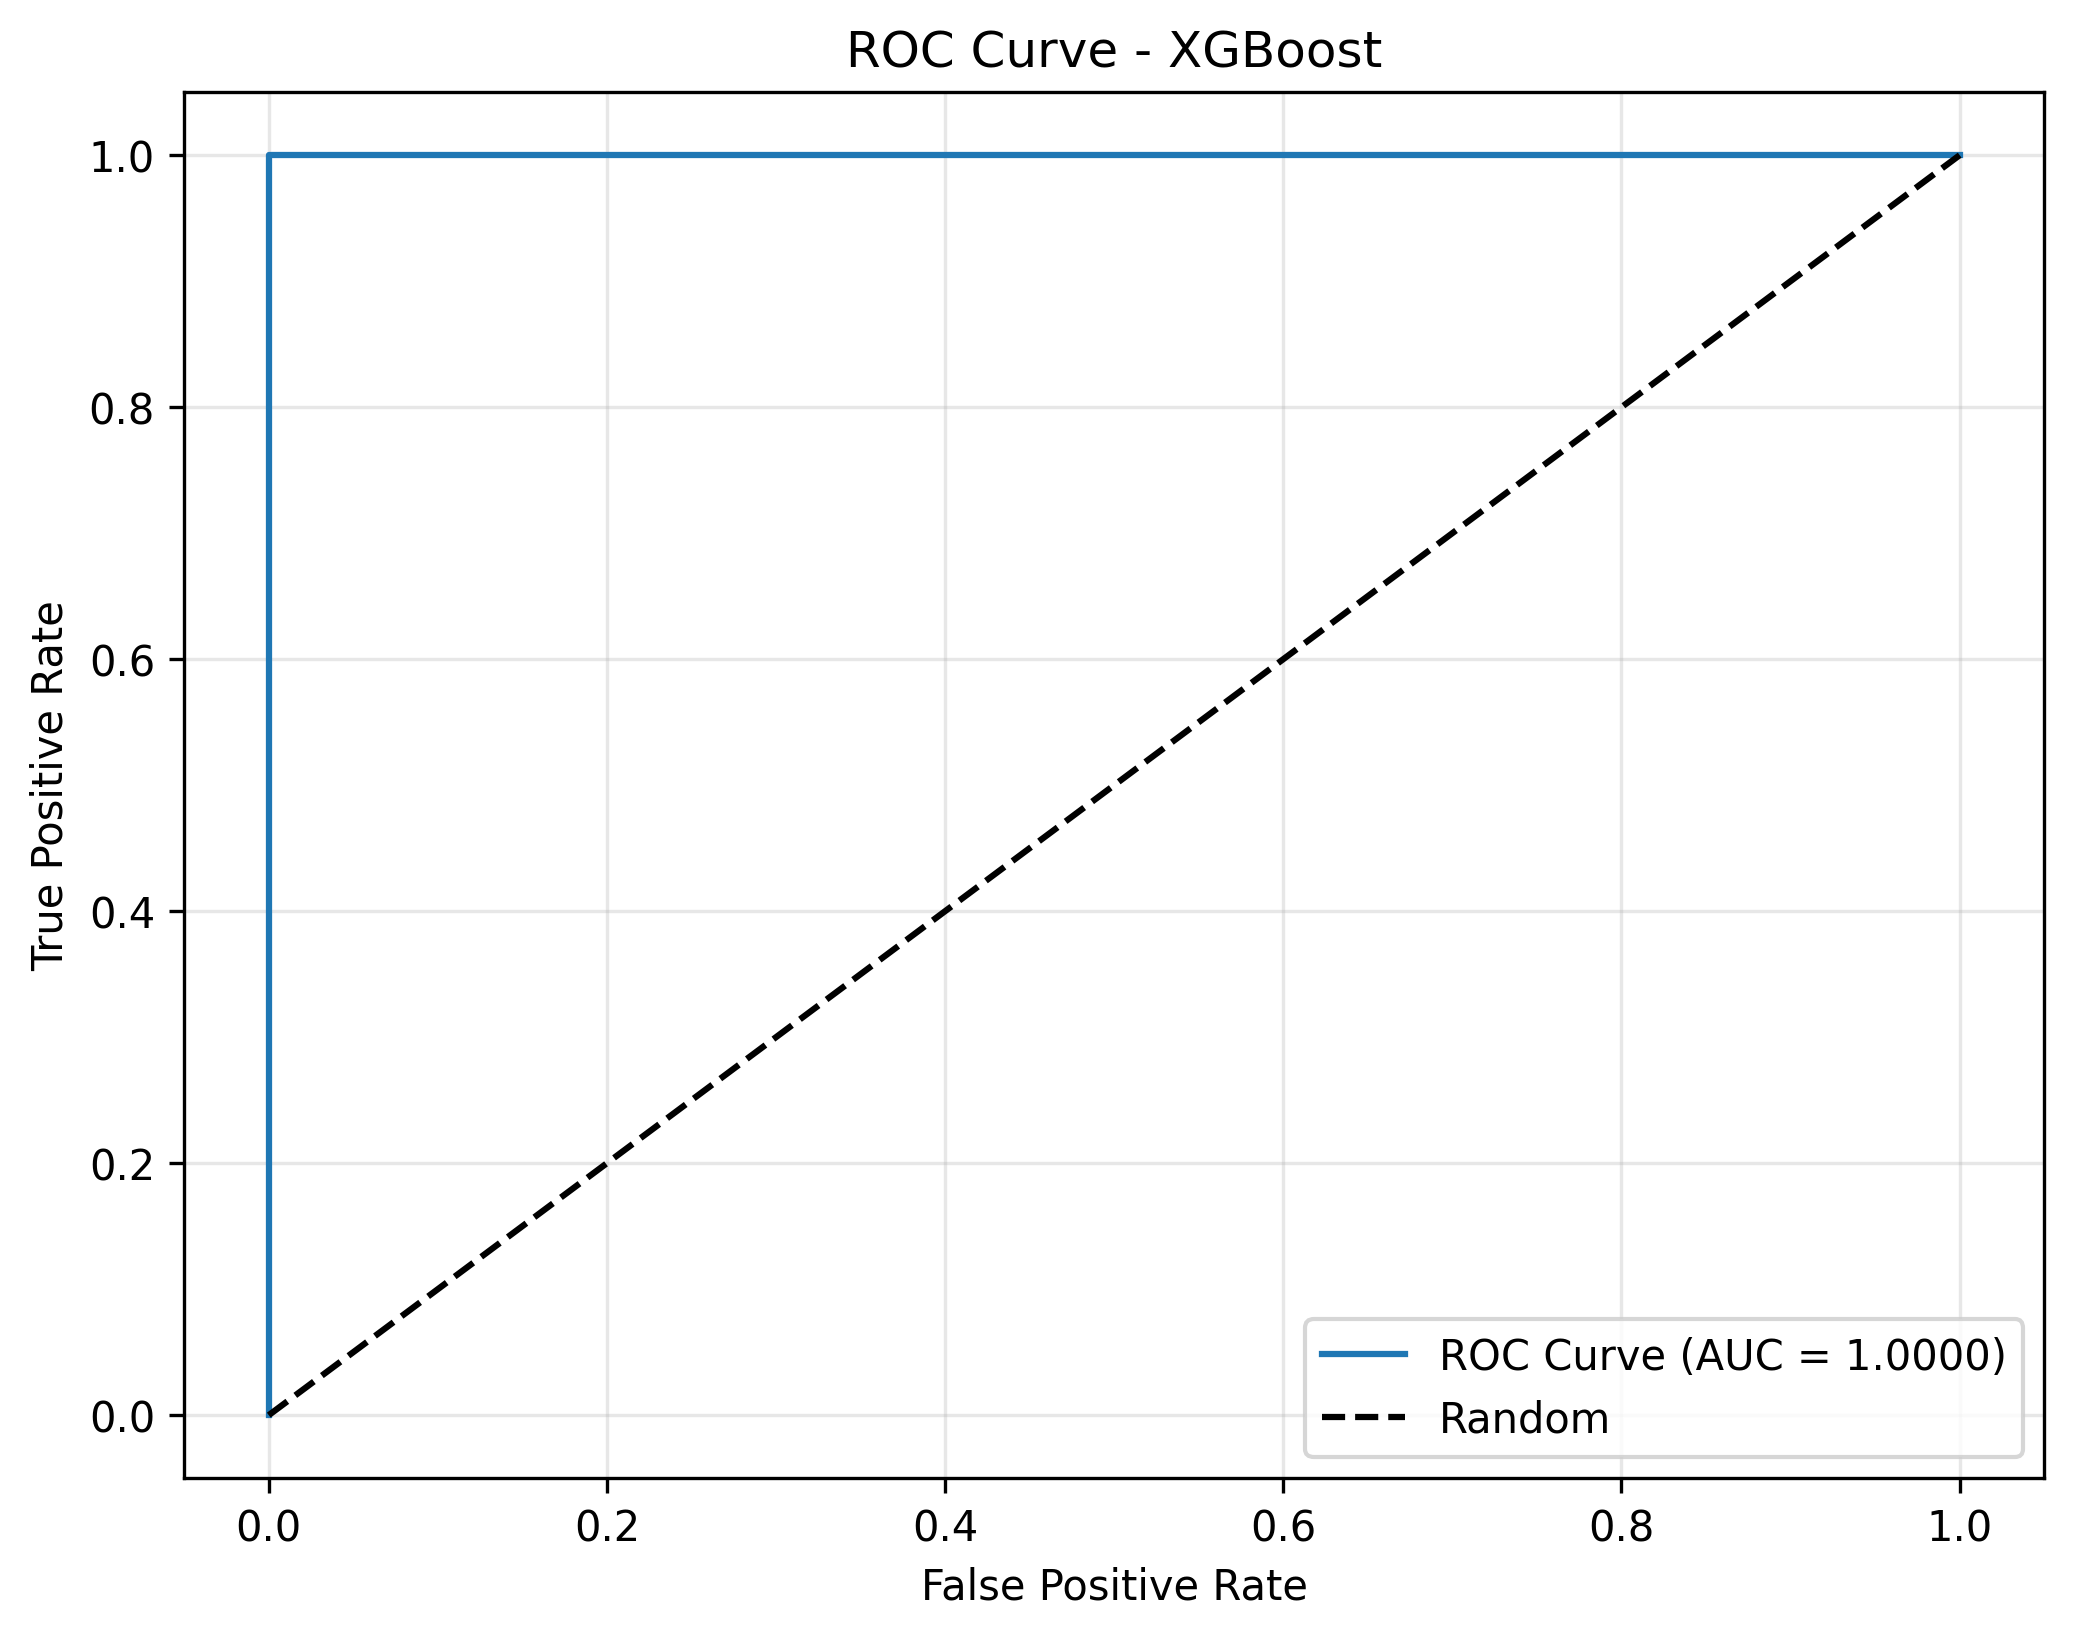 ROC Curve - XGBoost
True Positive Rate
1.0
0.8
0.6
0.4
0.2
0.0
0.0 0.2 0.4 0.6 0.8 1.0
False Positive Rate
ROC Curve (AUC = 1.0000)
Random